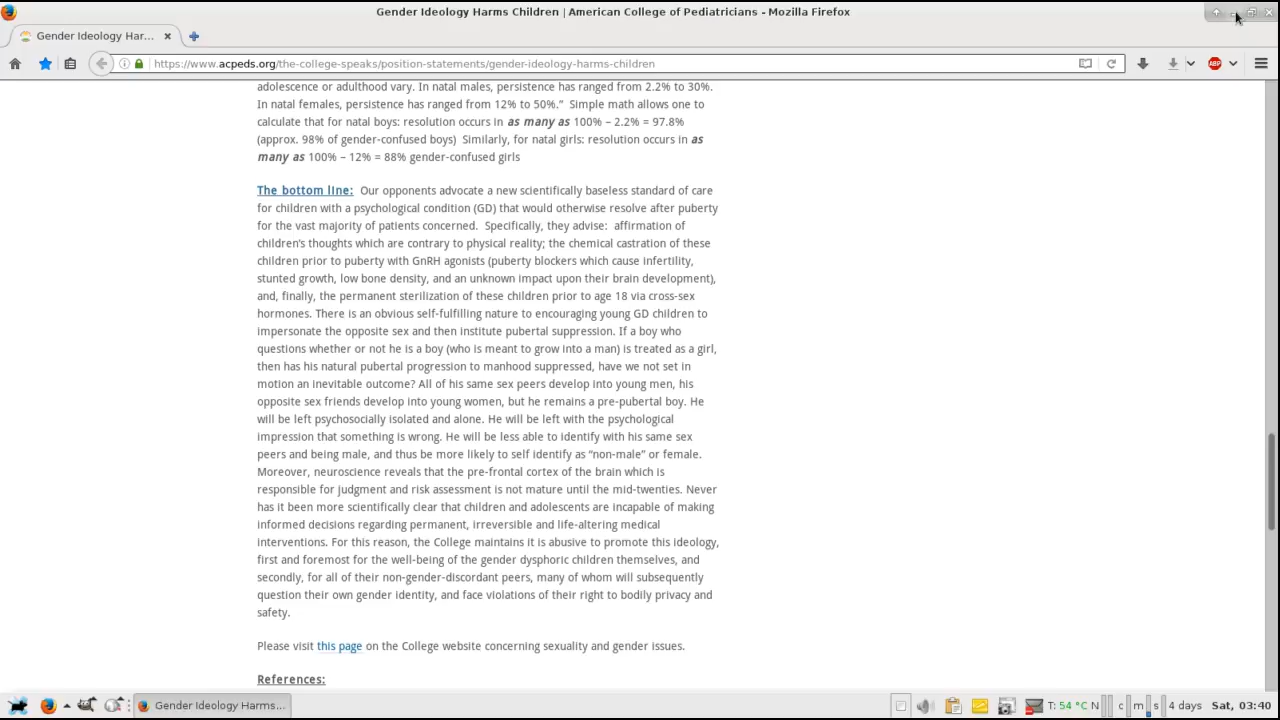 Gender Ideology Harms Children | American College of Pediatricians - Mozilla Firefox
Gender Ideology Har...
https://www.acpeds.org/the-college-speaks/position-statements/gender-ideology-harms-children
ABP
adolescence or adulthood vary. In natal males, persistence has ranged from 2.2% to 30%.
In natal females, persistence has ranged from 12% to 50%.” Simple math allows one to
calculate that for natal boys: resolution occurs in as many as 100% – 2.2% = 97.8%
(approx. 98% of gender-confused boys) Similarly, for natal girls: resolution occurs in as
many as 100% – 12% = 88% gender-confused girls
The bottom line: Our opponents advocate a new scientifically baseless standard of care
for children with a psychological condition (GD) that would otherwise resolve after puberty
for the vast majority of patients concerned. Specifically, they advise: affirmation of
children’s thoughts which are contrary to physical reality; the chemical castration of these
children prior to puberty with GnRH agonists (puberty blockers which cause infertility,
stunted growth, low bone density, and an unknown impact upon their brain development),
and, finally, the permanent sterilization of these children prior to age 18 via cross-sex
hormones. There is an obvious self-fulfilling nature to encouraging young GD children to
impersonate the opposite sex and then institute pubertal suppression. If a boy who
questions whether or not he is a boy (who is meant to grow into a man) is treated as a girl,
then has his natural pubertal progression to manhood suppressed, have we not set in
motion an inevitable outcome? All of his same sex peers develop into young men, his
opposite sex friends develop into young women, but he remains a pre-pubertal boy. He
will be left psychosocially isolated and alone. He will be left with the psychological
impression that something is wrong. He will be less able to identify with his same sex
peers and being male, and thus be more likely to self identify as “non-male” or female.
Moreover, neuroscience reveals that the pre-frontal cortex of the brain which is
responsible for judgment and risk assessment is not mature until the mid-twenties. Never
has it been more scientifically clear that children and adolescents are incapable of making
informed decisions regarding permanent, irreversible and life-altering medical
interventions. For this reason, the College maintains it is abusive to promote this ideology,
first and foremost for the well-being of the gender dysphoric children themselves, and
secondly, for all of their non-gender-discordant peers, many of whom will subsequently
question their own gender identity, and face violations of their right to bodily privacy and
safety.
Please visit this page on the College website concerning sexuality and gender issues.
References:
Gender Ideology Harms...
T: 54 °C N
c m s
4 days
Sat, 03:40